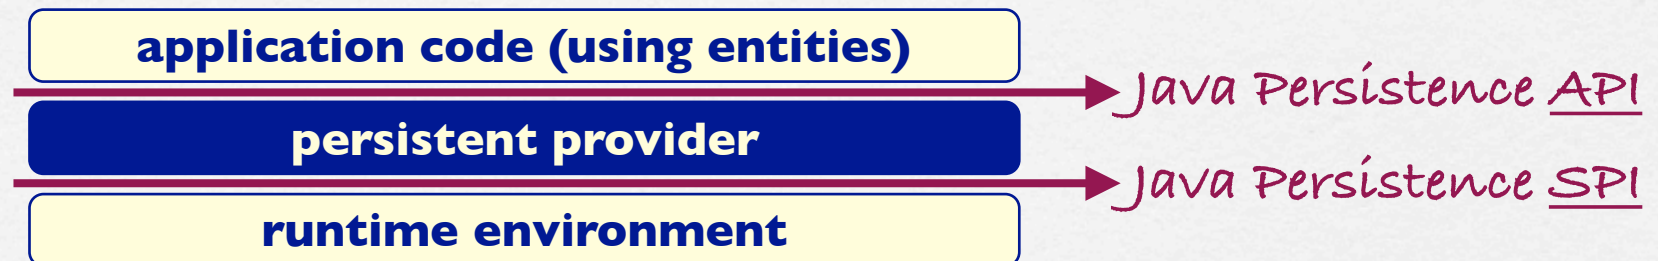 application code (using entities)
Java Persistence API
persistent provider
Java Persistence SPI
runtime environment